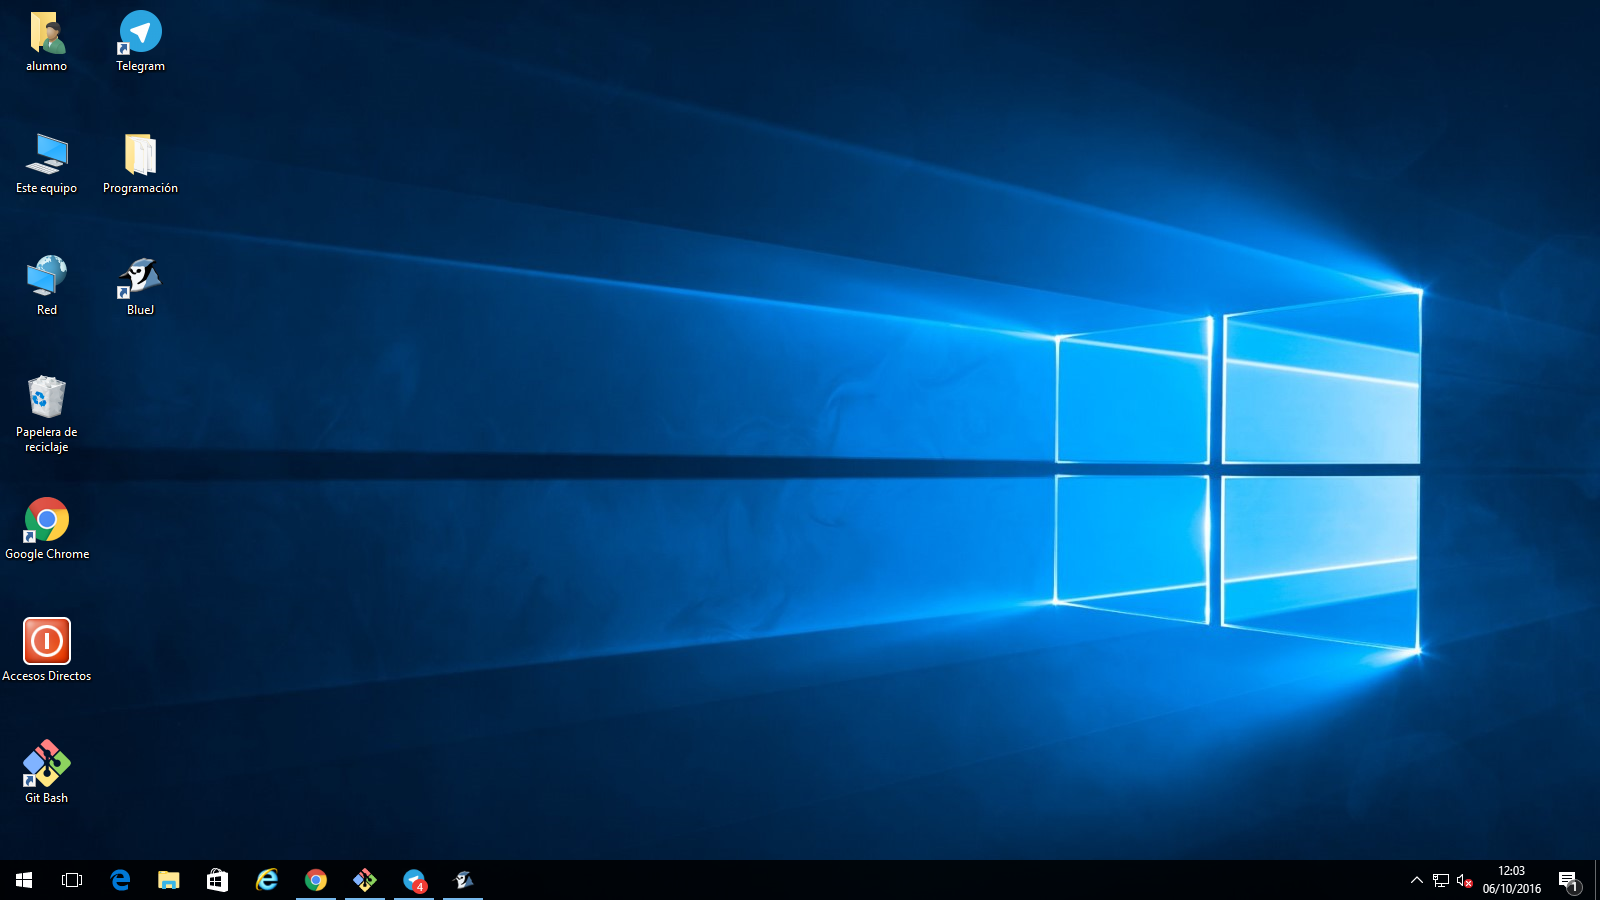 alumno
Telegram
Este equipo
Programación
Red
BlueJ
Papelera de
reciclaje
Google Chrome
Accesos Directos
Git Bash
4
12:03
06/10/2016
1